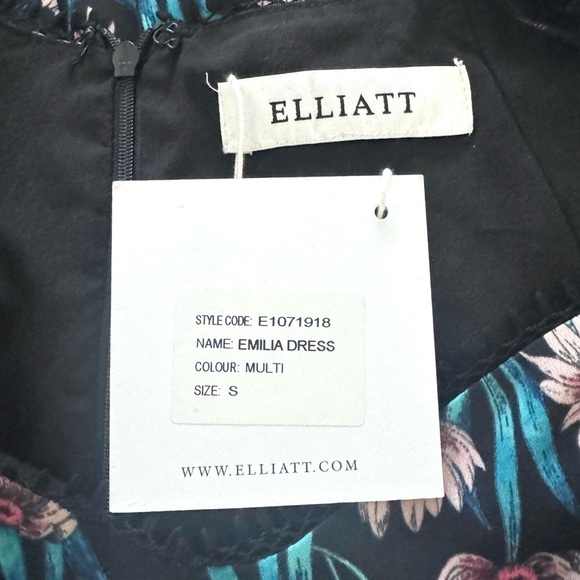 ELLIATT
STYLE CODE: E1071918
NAME: EMILIA DRESS
COLOUR: MULTI
SIZE: S
WWW.ELLIATT.COM